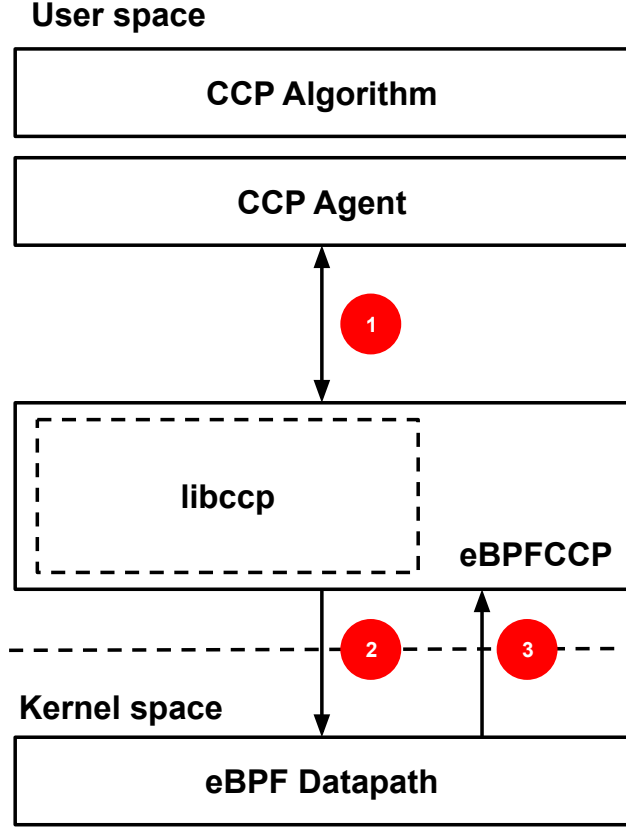 User space
CCP Algorithm
CCP Agent
1
libccp
eBPFCCP
2
3
Kernel space
eBPF Datapath